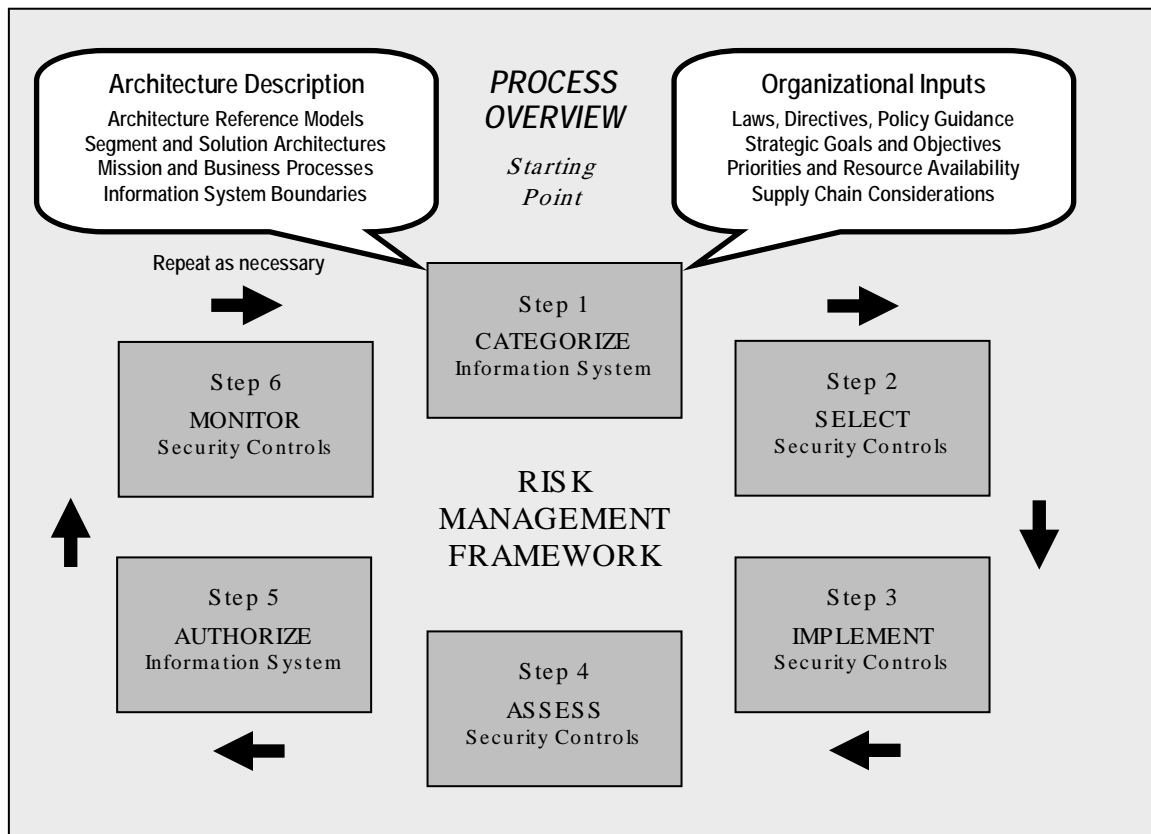 Architecture Description
Architecture Reference Models
Segment and Solution Architectures
Mission and Business Processes
Information System Boundaries
PROCESS
OVERVIEW
Starting
Point
Organizational Inputs
Laws, Directives, Policy Guidance
Strategic Goals and Objectives
Priorities and Resource Availability
Supply Chain Considerations
Repeat as necessary
Step 1
CATEGORIZE
Information System
Step 2
SELECT
Security Controls
Step 3
IMPLEMENT
Security Controls
Step 4
ASSESS
Security Controls
Step 5
AUTHORIZE
Information System
Step 6
MONITOR
Security Controls
RISK
MANAGEMENT
FRAMEWORK